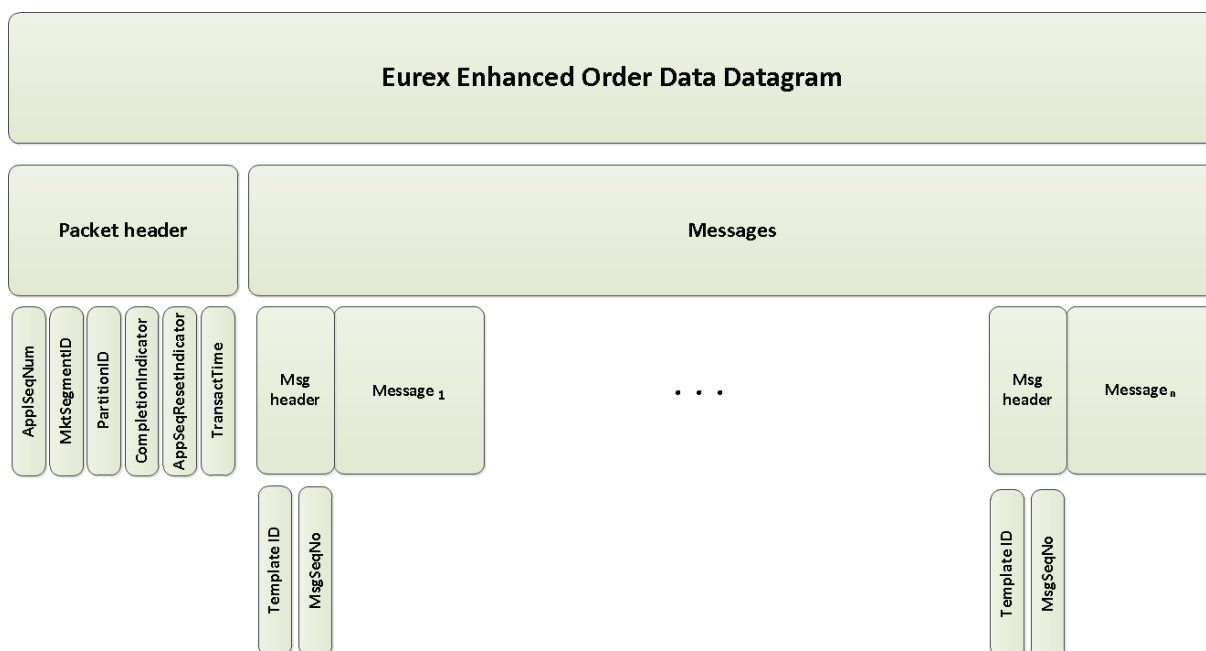 Eurex Enhanced Order Data Datagram
Packet header
Messages
ApplSeqNum
MktSegmentID
PartitionID
CompletionIndicator
AppSeqResetIndicator
TransactTime
Msg
header
Message 1
. . .
Msg
header
Message n
Template ID
MsgSeqNo
Template ID
MsgSeqNo